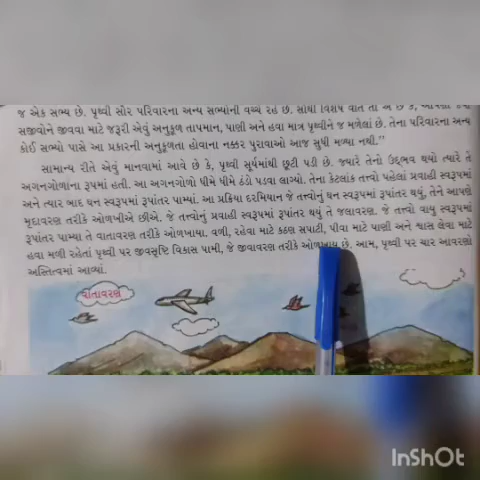 જ એક સભ્ય છે. પૃથ્વી સૌર પરિવારના અન્ય સભ્યોની વચ્ચે રહે છે. સૌથી વિશેષ વાત તો એ છે કે,
સજીવોને જીવવા માટે જરૂરી એવું અનુકૂળ તાપમાન, પાણી અને હવા માત્ર પૃથ્વીને જ મળેલાં છે. તેના પરિવારના અન્ય
કોઈ સભ્યો પાસે આ પ્રકારની અનુકૂળતા હોવાના નક્કર પુરાવાઓ આજ સુધી મળ્યા નથી.''
સામાન્ય રીતે એવું માનવામાં આવે છે કે, પૃથ્વી સૂર્યમાંથી છૂટી પડી છે. જ્યારે તેનો ઉદ્દભવ થયો ત્યારે તે
અગનગોળાના રૂપમાં હતી. આ અગનગોળો ધીમે ધીમે ઠંડો પડવા લાગ્યો. તેના કેટલાંક તત્ત્વો પહેલાં પ્રવાહી સ્વરૂપમાં
અને ત્યાર બાદ ઘન સ્વરૂપમાં રૂપાંતર પામ્યાં. આ પ્રક્રિયા દરમિયાન જે તત્ત્વોનું ઘન સ્વરૂપમાં રૂપાંતર થયું, તેને આપણે
મૃદાવરણ તરીકે ઓળખીએ છીએ. જે તત્ત્વોનું પ્રવાહી સ્વરૂપમાં રૂપાંતર થયું તે જલાવરણ. જે તત્ત્વો વાયુ સ્વરૂપમાં
રૂપાંતર પામ્યા તે વાતાવરણ તરીકે ઓળખાયા. વળી, રહેવા માટે કઠણ સપાટી, પીવા માટે પાણી અને શ્વાસ લેવા માટે
હવા મળી રહેતાં પૃથ્વી પર જીવસૃષ્ટિ વિકાસ પામી, જે જીવાવરણ તરીકે ઓળખાય છે. આમ, પૃથ્વી પર ચાર આવરણો
અસ્તિત્વમાં આવ્યાં.
વાતાવરણ
InShOt